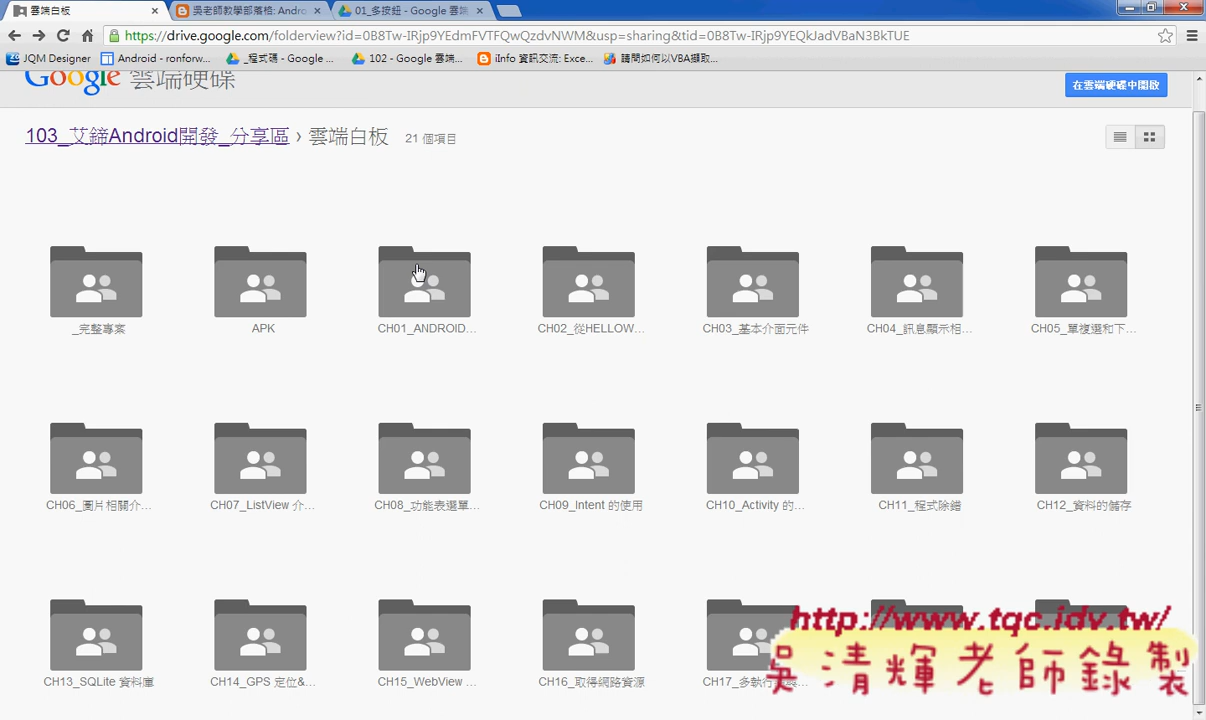 雲端白板
吳老師教學部落格: Andro
01_多按鈕 - Google 雲端
https://drive.google.com/folderview?id=0B8Tw-IRjp9YEdmFVTFQwQzdvNWM&usp=sharing&tid=0B8Tw-IRjp9YEQkJadVBaN3BkTUE
JQM Designer
Android - ronforw...
_程式碼 - Google ...
102 - Google 雲端...
iInfo 資訊交流: Exce...
請問如何以VBA擷取...
Google 雲端硬碟
在雲端硬碟中開啟
103_艾鍗Android開發_分享區 › 雲端白板 21 個項目
_完整專案
APK
CH01_ANDROID...
CH02_從HELLOW...
CH03_基本介面元件
CH04_訊息顯示相...
CH05_單複選和下...
CH06_圖片相關介...
CH07_ListView 介...
CH08_功能表選單...
CH09_Intent 的使用
CH10_Activity 的...
CH11_程式除錯
CH12_資料的儲存
CH13_SQLite 資料庫
CH14_GPS 定位&...
CH15_WebView ...
CH16_取得網路資源
CH17_多執行
http://www.tqc.idv.tw/
吳清輝老師錄製